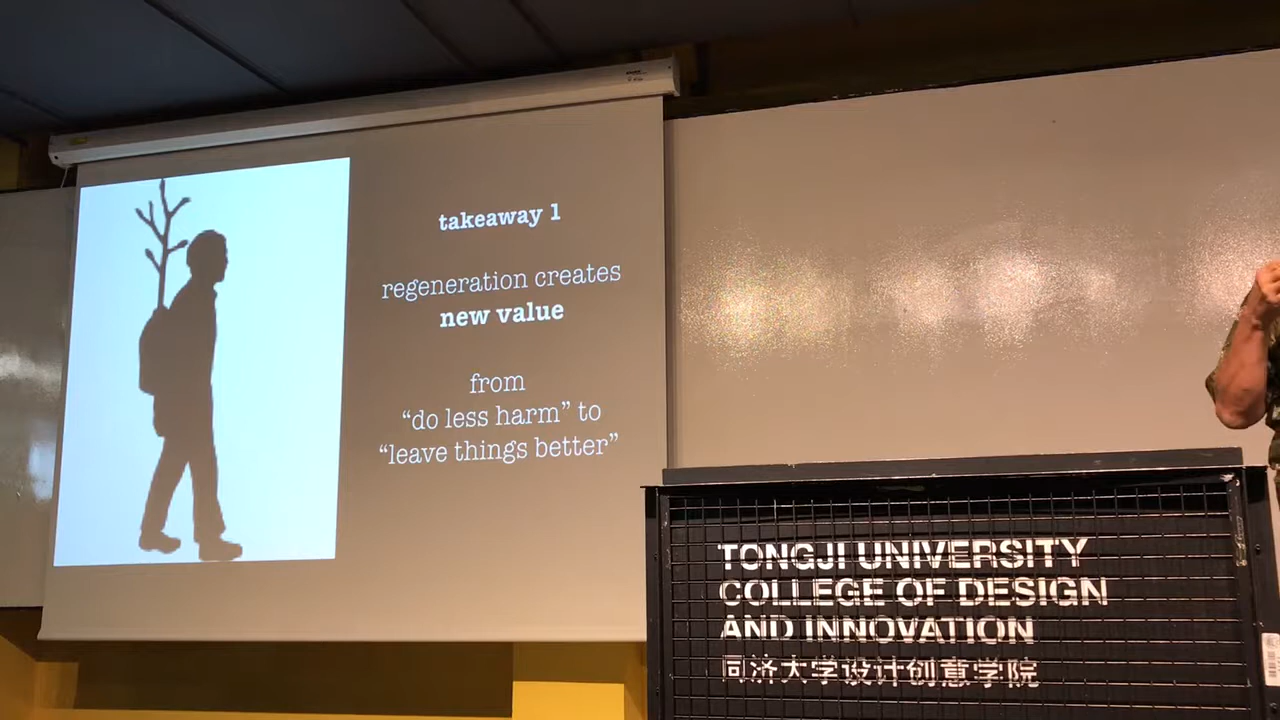 takeaway 1
regeneration creates
new value
from
“do less harm” to
“leave things better”
TONGJI UNIVERSITY
COLLEGE OF DESIGN
AND INNOVATION
同济大学设计创意学院